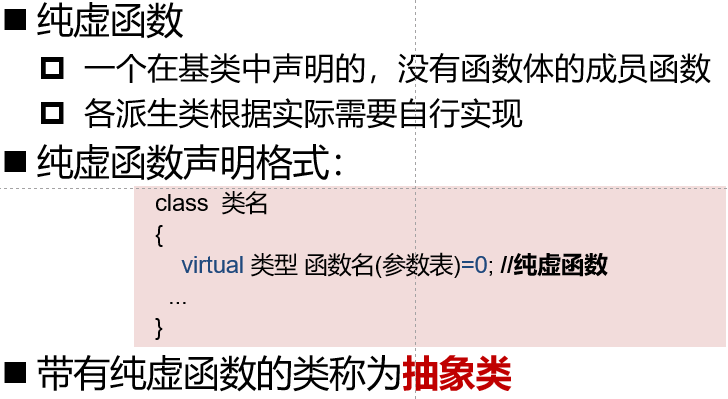 纯虚函数
一个在基类中声明的，没有函数体的成员函数
各派生类根据实际需要自行实现
纯虚函数声明格式：
class 类名
{
virtual 类型 函数名(参数表)=0; //纯虚函数
...
}
带有纯虚函数的类称为抽象类